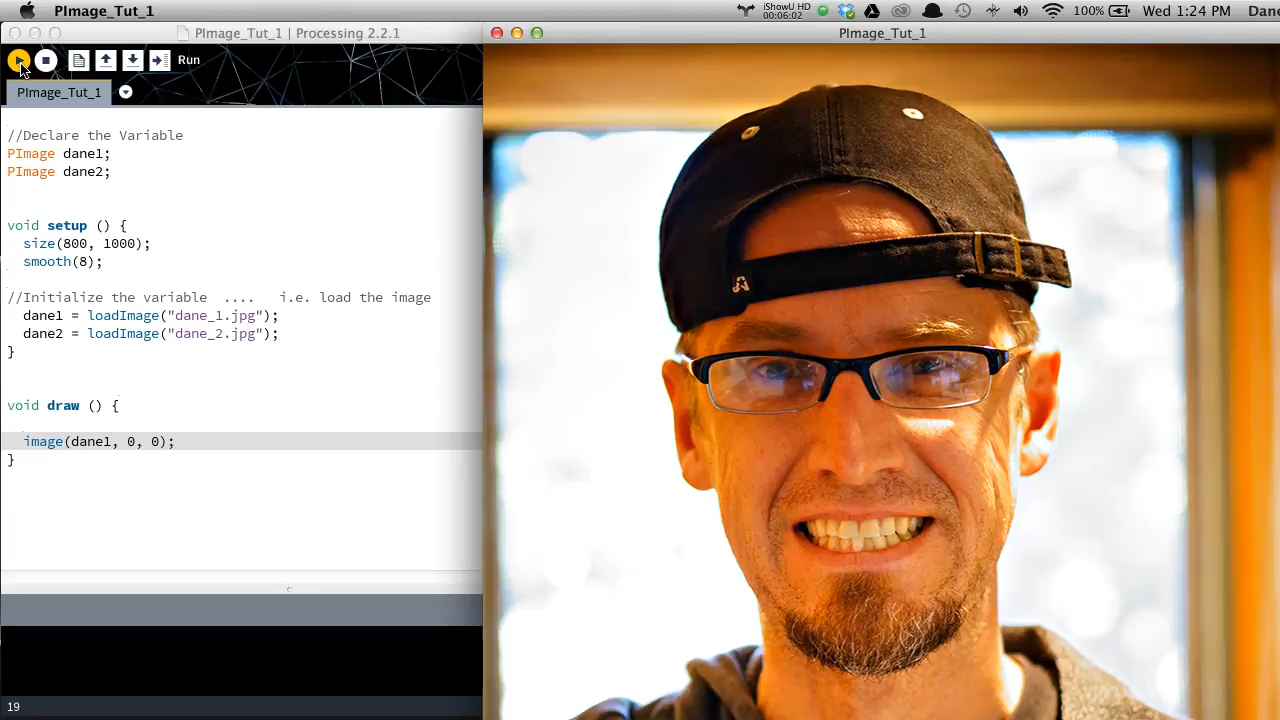 PImage_Tut_1
iShowU HD
00:06:02
100%
Wed 1:24 PM
Dan
PImage_Tut_1 | Processing 2.2.1
PImage_Tut_1
Run
PImage_Tut_1
//Declare the Variable
PImage dane1;
PImage dane2;
void setup () {
size(800, 1000);
smooth(8);
//Initialize the variable .... i.e. load the image
dane1 = loadImage("dane_1.jpg");
dane2 = loadImage("dane_2.jpg");
}
void draw () {
image(dane1, 0, 0);
}
19